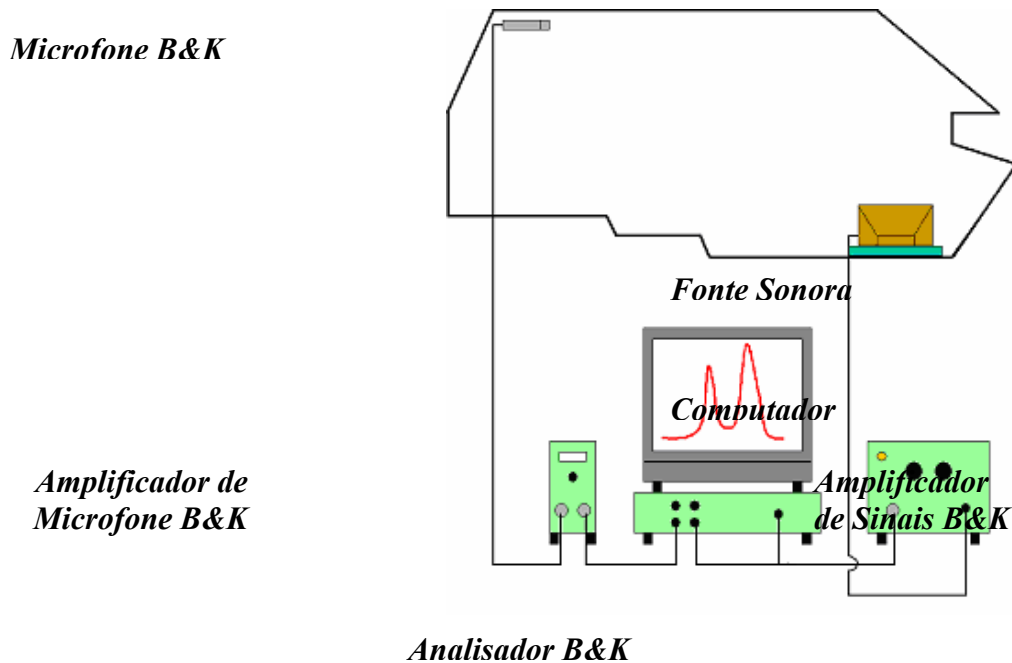 Microfone B&K
Fonte Sonora
Computador
Amplificador de
Microfone B&K
Amplificador
de Sinais B&K
Analisador B&K